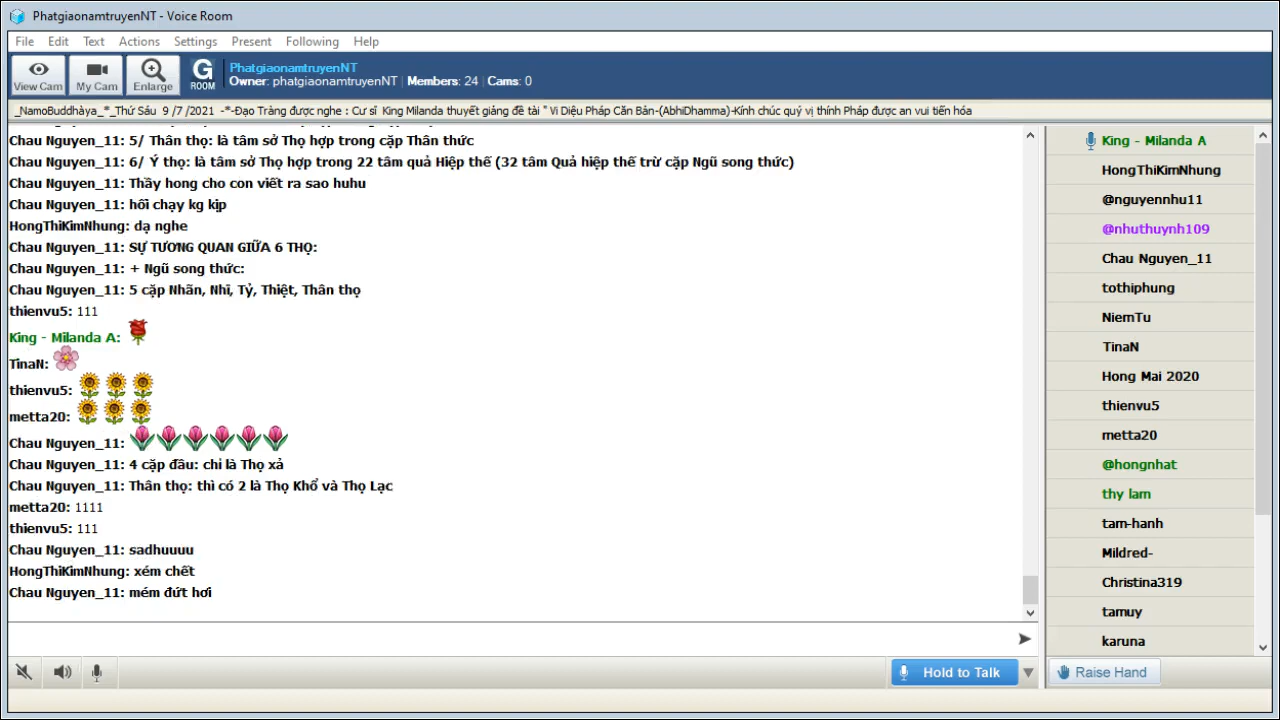 PhatgiaonamtruyenNT - Voice Room
File Edit Text Actions Settings Present Following Help
View Cam My Cam Enlarge G ROOM PhatgiaonamtruyenNT
Owner: phatgiaonamtruyenNT | Members: 24 | Cams: 0
_NamoBuddhàya_*_Thứ Sáu 9 /7 /2021 -*-Đạo Tràng được nghe : Cư sĩ King Milanda thuyết giảng đề tài " Vi Diệu Pháp Căn Bản-(AbhiDhamma)-Kính chúc quý vị thính Pháp được an vui tiến hóa
Chau Nguyen_11: 5/ Thân thọ: là tâm sở Thọ hợp trong cặp Thân thức
Chau Nguyen_11: 6/ Ý thọ: là tâm sở Thọ hợp trong 22 tâm quả Hiệp thế (32 tâm Quả hiệp thế trừ cặp Ngũ song thức)
Chau Nguyen_11: Thầy hong cho con viết ra sao huhu
Chau Nguyen_11: hồi chạy kg kịp
HongThiKimNhung: dạ nghe
Chau Nguyen_11: SỰ TƯƠNG QUAN GIỮA 6 THỌ:
Chau Nguyen_11: + Ngũ song thức:
Chau Nguyen_11: 5 cặp Nhãn, Nhĩ, Tỷ, Thiệt, Thân thọ
thienvu5: 111
King - Milanda A:
TinaN:
thienvu5:
metta20:
Chau Nguyen_11:
Chau Nguyen_11: 4 cặp đầu: chỉ là Thọ xả
Chau Nguyen_11: Thân thọ: thì có 2 là Thọ Khổ và Thọ Lạc
metta20: 1111
thienvu5: 111
Chau Nguyen_11: sadhuuuu
HongThiKimNhung: xém chết
Chau Nguyen_11: mém đứt hơi
King - Milanda A
HongThiKimNhung
@nguyennhu11
@nhuthuynh109
Chau Nguyen_11
tothiphung
NiemTu
TinaN
Hong Mai 2020
thienvu5
metta20
@hongnhat
thy lam
tam-hanh
Mildred-
Christina319
tamuy
karuna
Hold to Talk
Raise Hand